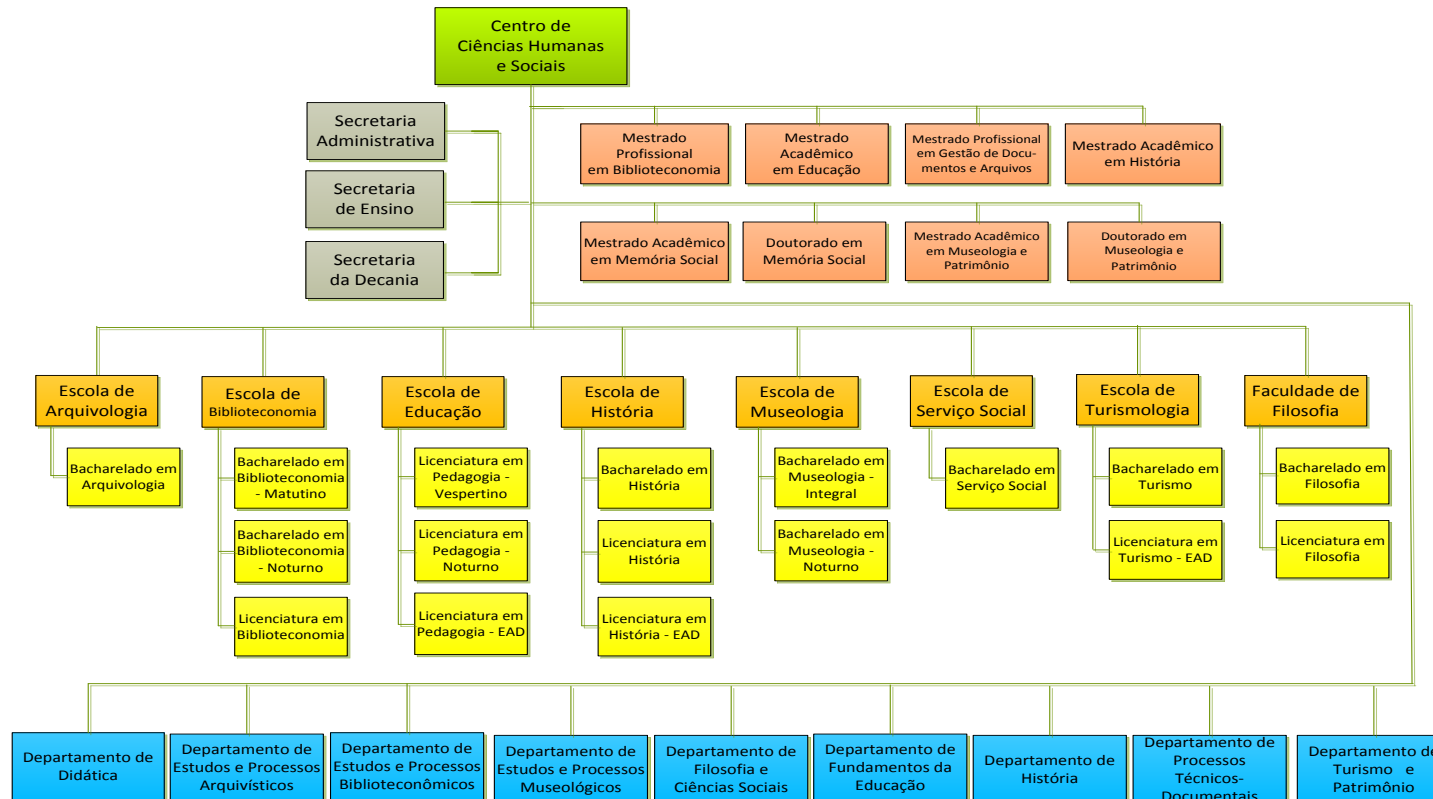 Centro de
Ciências Humanas
e Sociais
Secretaria
Administrativa
Secretaria
de Ensino
Secretaria
da Decania
Mestrado
Profissional
em Biblioteconomia
Mestrado
Acadêmico
em Educação
Mestrado Profissional
em Gestão de Docu-
mentos e Arquivos
Mestrado Acadêmico
em História
Mestrado Acadêmico
em Memória Social
Doutorado em
Memória Social
Mestrado Acadêmico
em Museologia e
Patrimônio
Doutorado em
Museologia e
Patrimônio
Escola de
Arquivologia
Bacharelado em
Arquivologia
Escola de
Biblioteconomia
Bacharelado em
Biblioteconomia
- Matutino
Bacharelado em
Biblioteconomia
- Noturno
Licenciatura em
Biblioteconomia
Escola de
Educação
Licenciatura em
Pedagogia -
Vespertino
Licenciatura em
Pedagogia -
Noturno
Licenciatura em
Pedagogia - EAD
Escola de
História
Bacharelado em
História
Licenciatura em
História
Licenciatura em
História - EAD
Escola de
Museologia
Bacharelado em
Museologia -
Integral
Bacharelado em
Museologia -
Noturno
Escola de
Serviço Social
Bacharelado em
Serviço Social
Escola de
Turismologia
Bacharelado em
Turismo
Licenciatura em
Turismo - EAD
Faculdade de
Filosofia
Bacharelado em
Filosofia
Licenciatura em
Filosofia
Departamento de
Didática
Departamento de
Estudos e Processos
Arquivísticos
Departamento de
Estudos e Processos
Biblioteconômicos
Departamento de
Estudos e Processos
Museológicos
Departamento de
Filosofia e
Ciências Sociais
Departamento de
Fundamentos da
Educação
Departamento de
História
Departamento de
Processos
Técnicos-
Documentais
Departamento de
Turismo e
Patrimônio